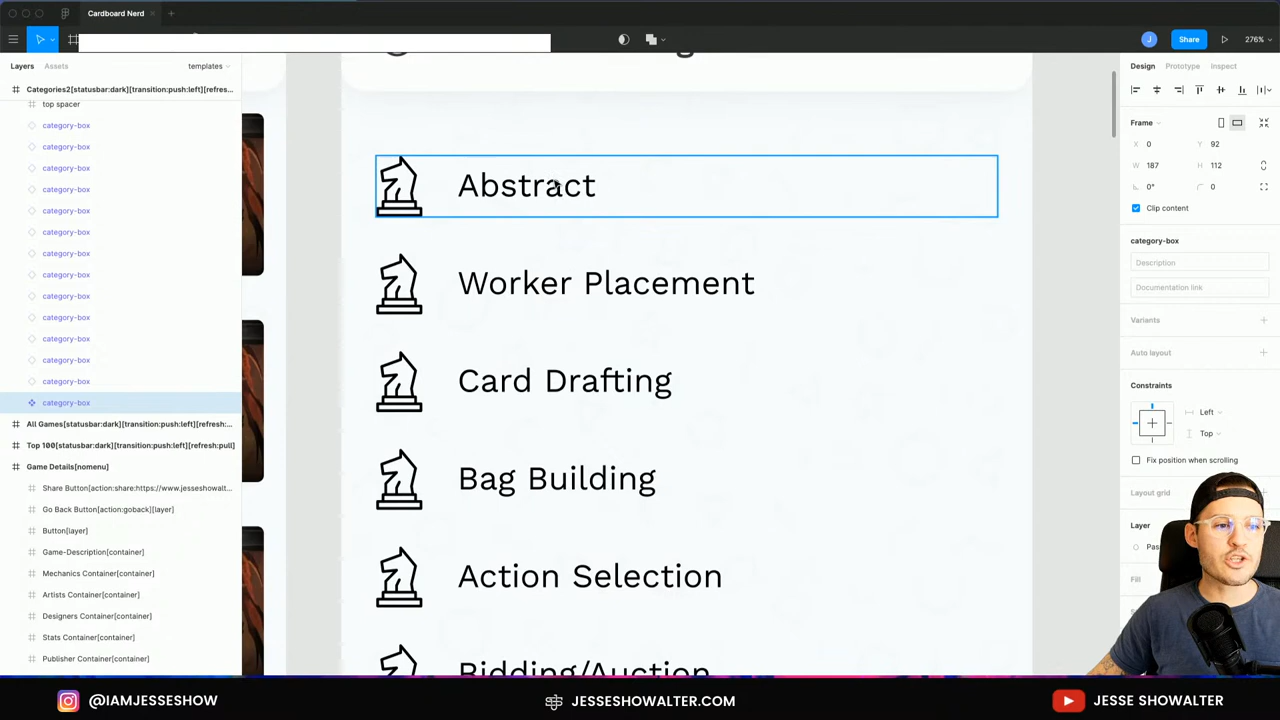 Cardboard Nerd
J
Share
276%
Layers
Assets
templates
Design
Prototype
Inspect
Categories2[statusbar:dark][transition:push:left][refres...
top spacer
category-box
category-box
category-box
category-box
category-box
category-box
category-box
category-box
category-box
category-box
category-box
category-box
category-box
category-box
All Games[statusbar:dark][transition:push:left][refresh:...
Top 100[statusbar:dark][transition:push:left][refresh:pull]
Game Details[nomenu]
Share Button[action:share:https://www.jesseshowalt...
Go Back Button[action:goback][layer]
Button[layer]
Game-Description[container]
Mechanics Container[container]
Artists Container[container]
Designers Container[container]
Stats Container[container]
Publisher Container[container]
Abstract
Worker Placement
Card Drafting
Bag Building
Action Selection
Bidding/Auction
Frame
X 0 Y 92
W 187 H 112
0° 0
Clip content
category-box
Description
Documentation link
Variants
Auto layout
Constraints
Left
Top
Fix position when scrolling
Layout grid
Layer
Pas
Fill
@IAMJESSESHOW
JESSESHOWALTER.COM
JESSE SHOWALTER